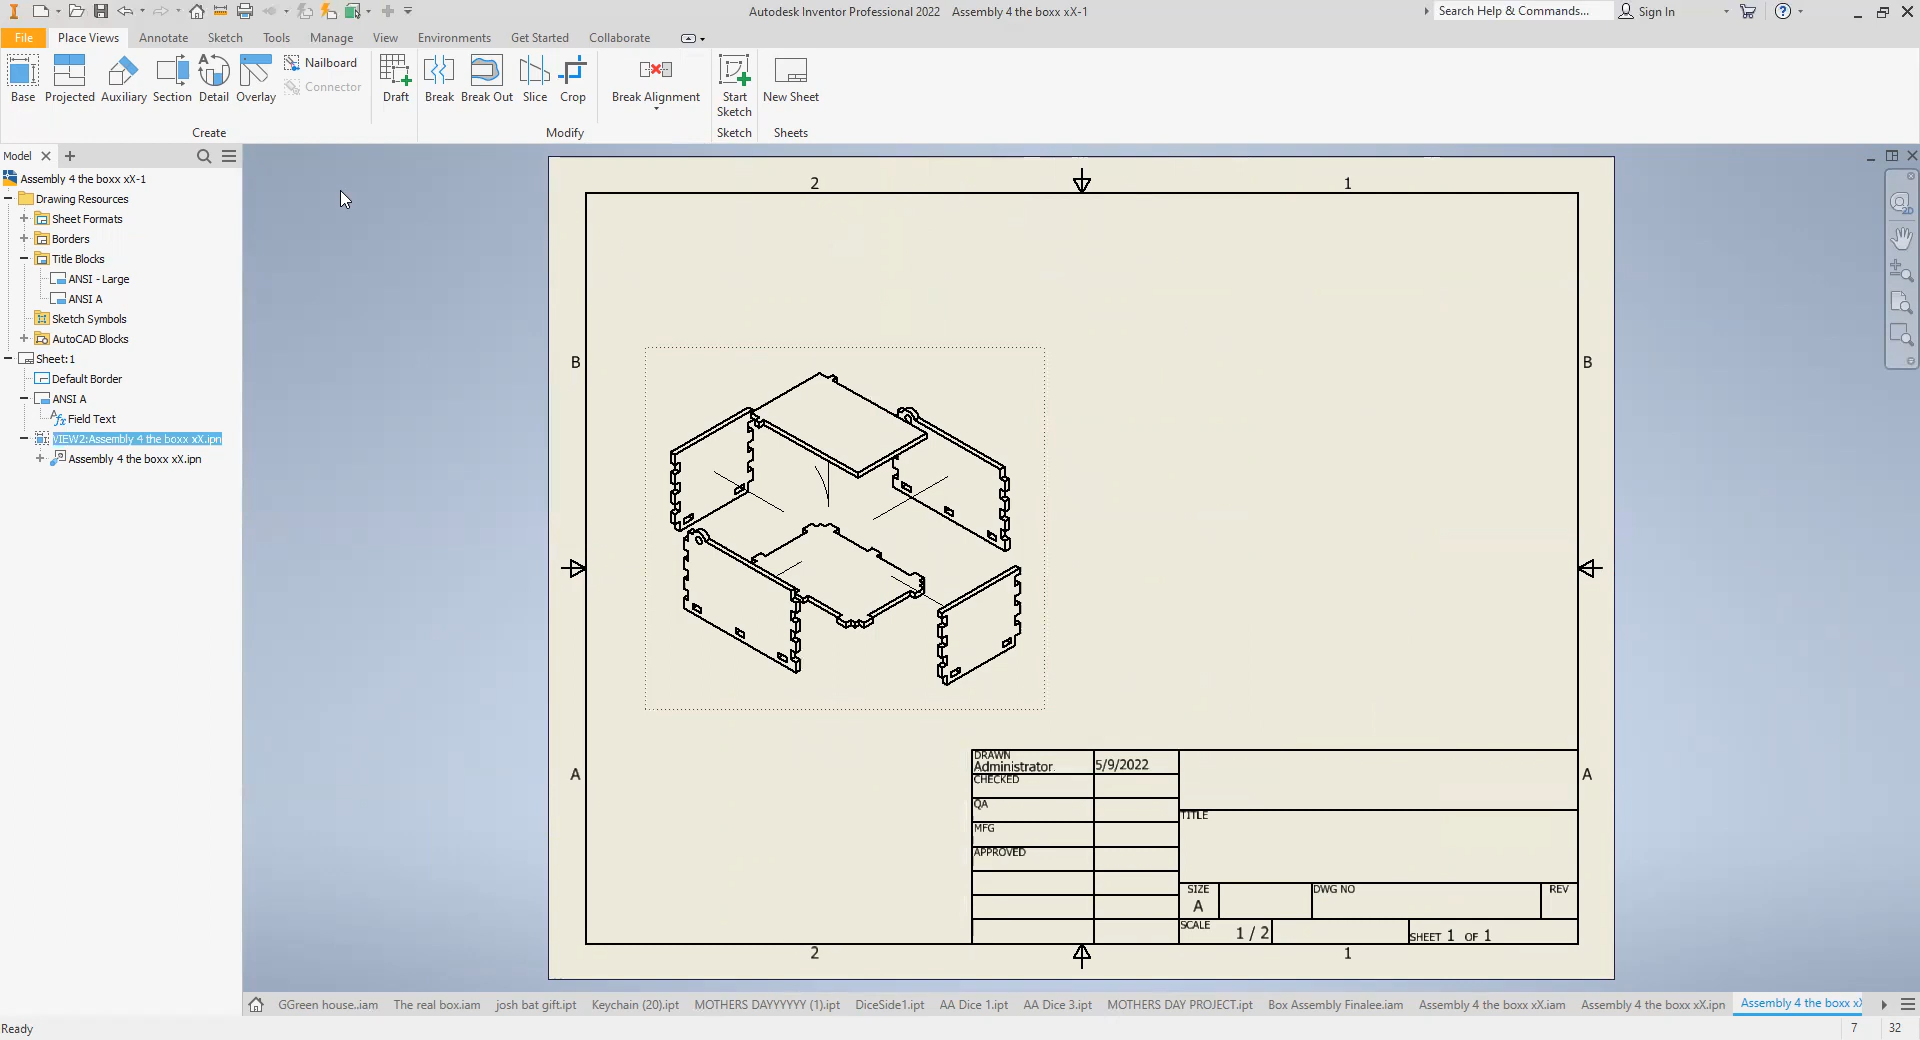 Autodesk Inventor Professional 2022 Assembly 4 the boxx xX-1
Search Help & Commands...
Sign In
File
Place Views
Annotate
Sketch
Tools
Manage
View
Environments
Get Started
Collaborate
Base
Projected
Auxiliary
Section
Detail
Overlay
Nailboard
Connector
Draft
Break
Break Out
Slice
Crop
Break Alignment
Start
Sketch
New Sheet
Create
Modify
Sketch
Sheets
Model
Assembly 4 the boxx xX-1
Drawing Resources
Sheet Formats
Borders
Title Blocks
ANSI - Large
ANSI A
Sketch Symbols
AutoCAD Blocks
Sheet:1
Default Border
ANSI A
Field Text
VIEW2:Assembly 4 the boxx xX.ipn
Assembly 4 the boxx xX.ipn
2 1
B B
A A
2 1
DRAWN
Administrator 5/9/2022
CHECKED
QA
MFG
APPROVED
TITLE
SIZE
A
DWG NO
REV
SCALE
1 / 2
SHEET 1 OF 1
GGreen house..iam
The real box.iam
josh bat gift.ipt
Keychain (20).ipt
MOTHERS DAYYYYYY (1).ipt
DiceSide1.ipt
AA Dice 1.ipt
AA Dice 3.ipt
MOTHERS DAY PROJECT.ipt
Box Assembly Finalee.iam
Assembly 4 the boxx xX.iam
Assembly 4 the boxx xX.ipn
Assembly 4 the boxx xX
Ready
7 32